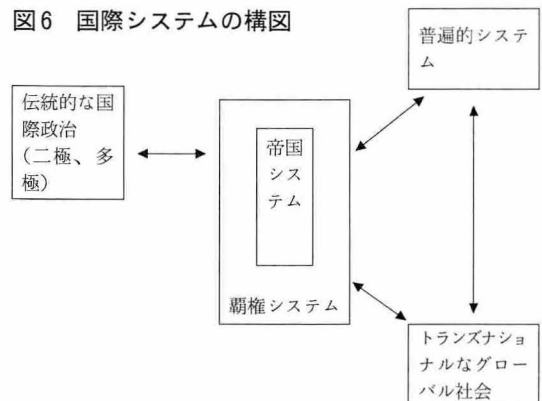 図6　国際システムの構図
普遍的システ
ム
伝統的な国
際政治
（二極、多
極）
帝国
シス
テム
覇権システム
トランズナショ
ナルなグロー
バル社会